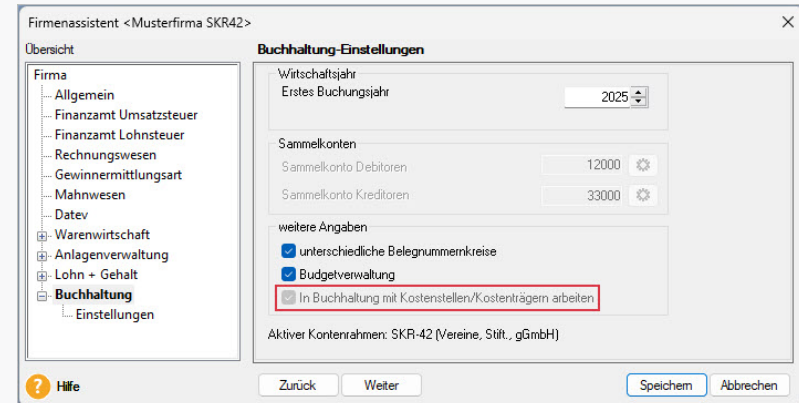 Firmenassistent <Musterfirma SKR42>
Übersicht
Firma
Allgemein
Finanzamt Umsatzsteuer
Finanzamt Lohnsteuer
Rechnungswesen
Gewinnermittlungsart
Mahnwesen
Datev
Warenwirtschaft
Anlagenverwaltung
Lohn + Gehalt
Buchhaltung
Einstellungen
Buchhaltung-Einstellungen
Wirtschaftsjahr
Erstes Buchungsjahr 2025
Sammelkonten
Sammelkonto Debitoren 12000
Sammelkonto Kreditoren 33000
weitere Angaben
unterschiedliche Belegnummernkreise
Budgetverwaltung
In Buchhaltung mit Kostenstellen/Kostenträgern arbeiten
Aktiver Kontenrahmen: SKR-42 (Vereine, Stift., gGmbH)
? Hilfe Zurück Weiter Speichern Abbrechen